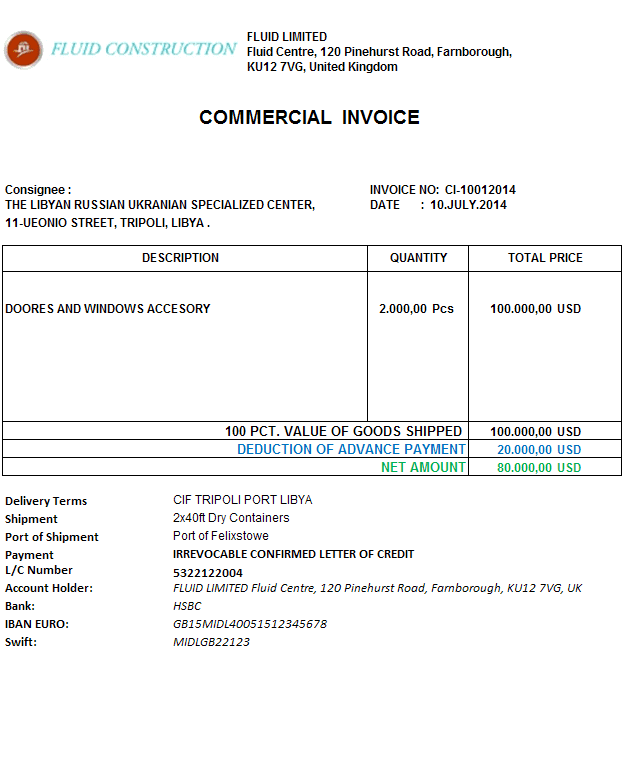 FLUID CONSTRUCTION
FLUID LIMITED
Fluid Centre, 120 Pinehurst Road, Farnborough,
KU12 7VG, United Kingdom
COMMERCIAL INVOICE
Consignee :
THE LIBYAN RUSSIAN UKRANIAN SPECIALIZED CENTER,
11-UEONIO STREET, TRIPOLI, LIBYA .
INVOICE NO: CI-10012014
DATE : 10.JULY.2014
DESCRIPTION QUANTITY TOTAL PRICE
DOORES AND WINDOWS ACCESORY 2.000,00 Pcs 100.000,00 USD
100 PCT. VALUE OF GOODS SHIPPED 100.000,00 USD
DEDUCTION OF ADVANCE PAYMENT 20.000,00 USD
NET AMOUNT 80.000,00 USD
Delivery Terms CIF TRIPOLI PORT LIBYA
Shipment 2x40ft Dry Containers
Port of Shipment Port of Felixstowe
Payment IRREVOCABLE CONFIRMED LETTER OF CREDIT
L/C Number 5322122004
Account Holder: FLUID LIMITED Fluid Centre, 120 Pinehurst Road, Farnborough, KU12 7VG, UK
Bank: HSBC
IBAN EURO: GB15MIDL40051512345678
Swift: MIDLGB22123